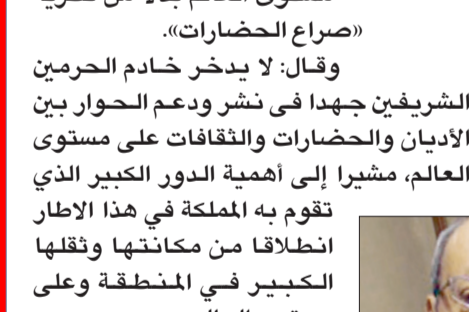 «صراع الحضارات».
وقال: لا يدخر خادم الحرمين
الشريفين جهدا فى نشر ودعم الحوار بين
الأديان والحضارات والثقافات على مستوى
العالم، مشيرا إلى أهمية الدور الكبير الذي
تقوم به المملكة في هذا الاطار
انطلاقا من مكانتها وثقلها
الكبير في المنطقة وعلى